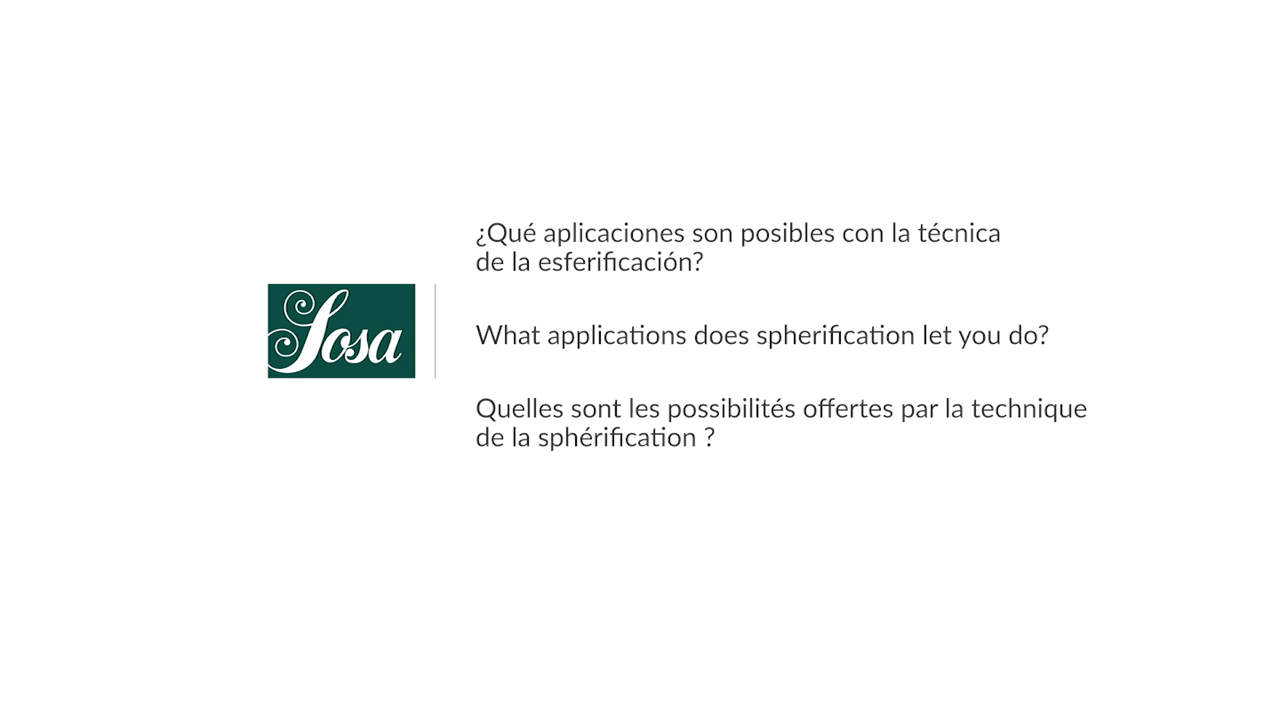 Sosa
¿Qué aplicaciones son posibles con la técnica
de la esferificación?
What applications does spherification let you do?
Quelles sont les possibilités offertes par la technique
de la sphérification ?